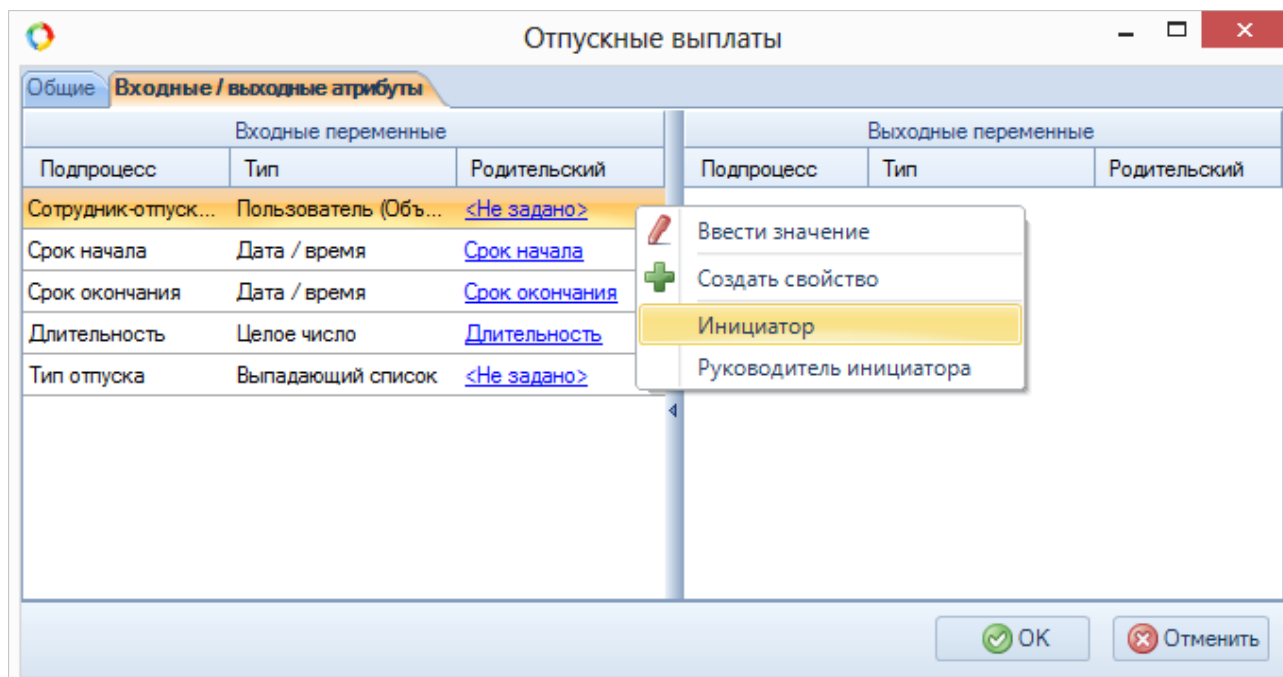 Отпускные выплаты
Общие Входные / выходные атрибуты
Входные переменные Выходные переменные
Подпроцесс Тип Родительский Подпроцесс Тип Родительский
Сотрудник-отпуск... Пользователь (Объ... <Не задано>
Ввести значение
Срок начала Дата / время Срок начала
Создать свойство
Срок окончания Дата / время Срок окончания
Инициатор
Длительность Целое число Длительность
Руководитель инициатора
Тип отпуска Выпадающий список <Не задано>
OK Отменить